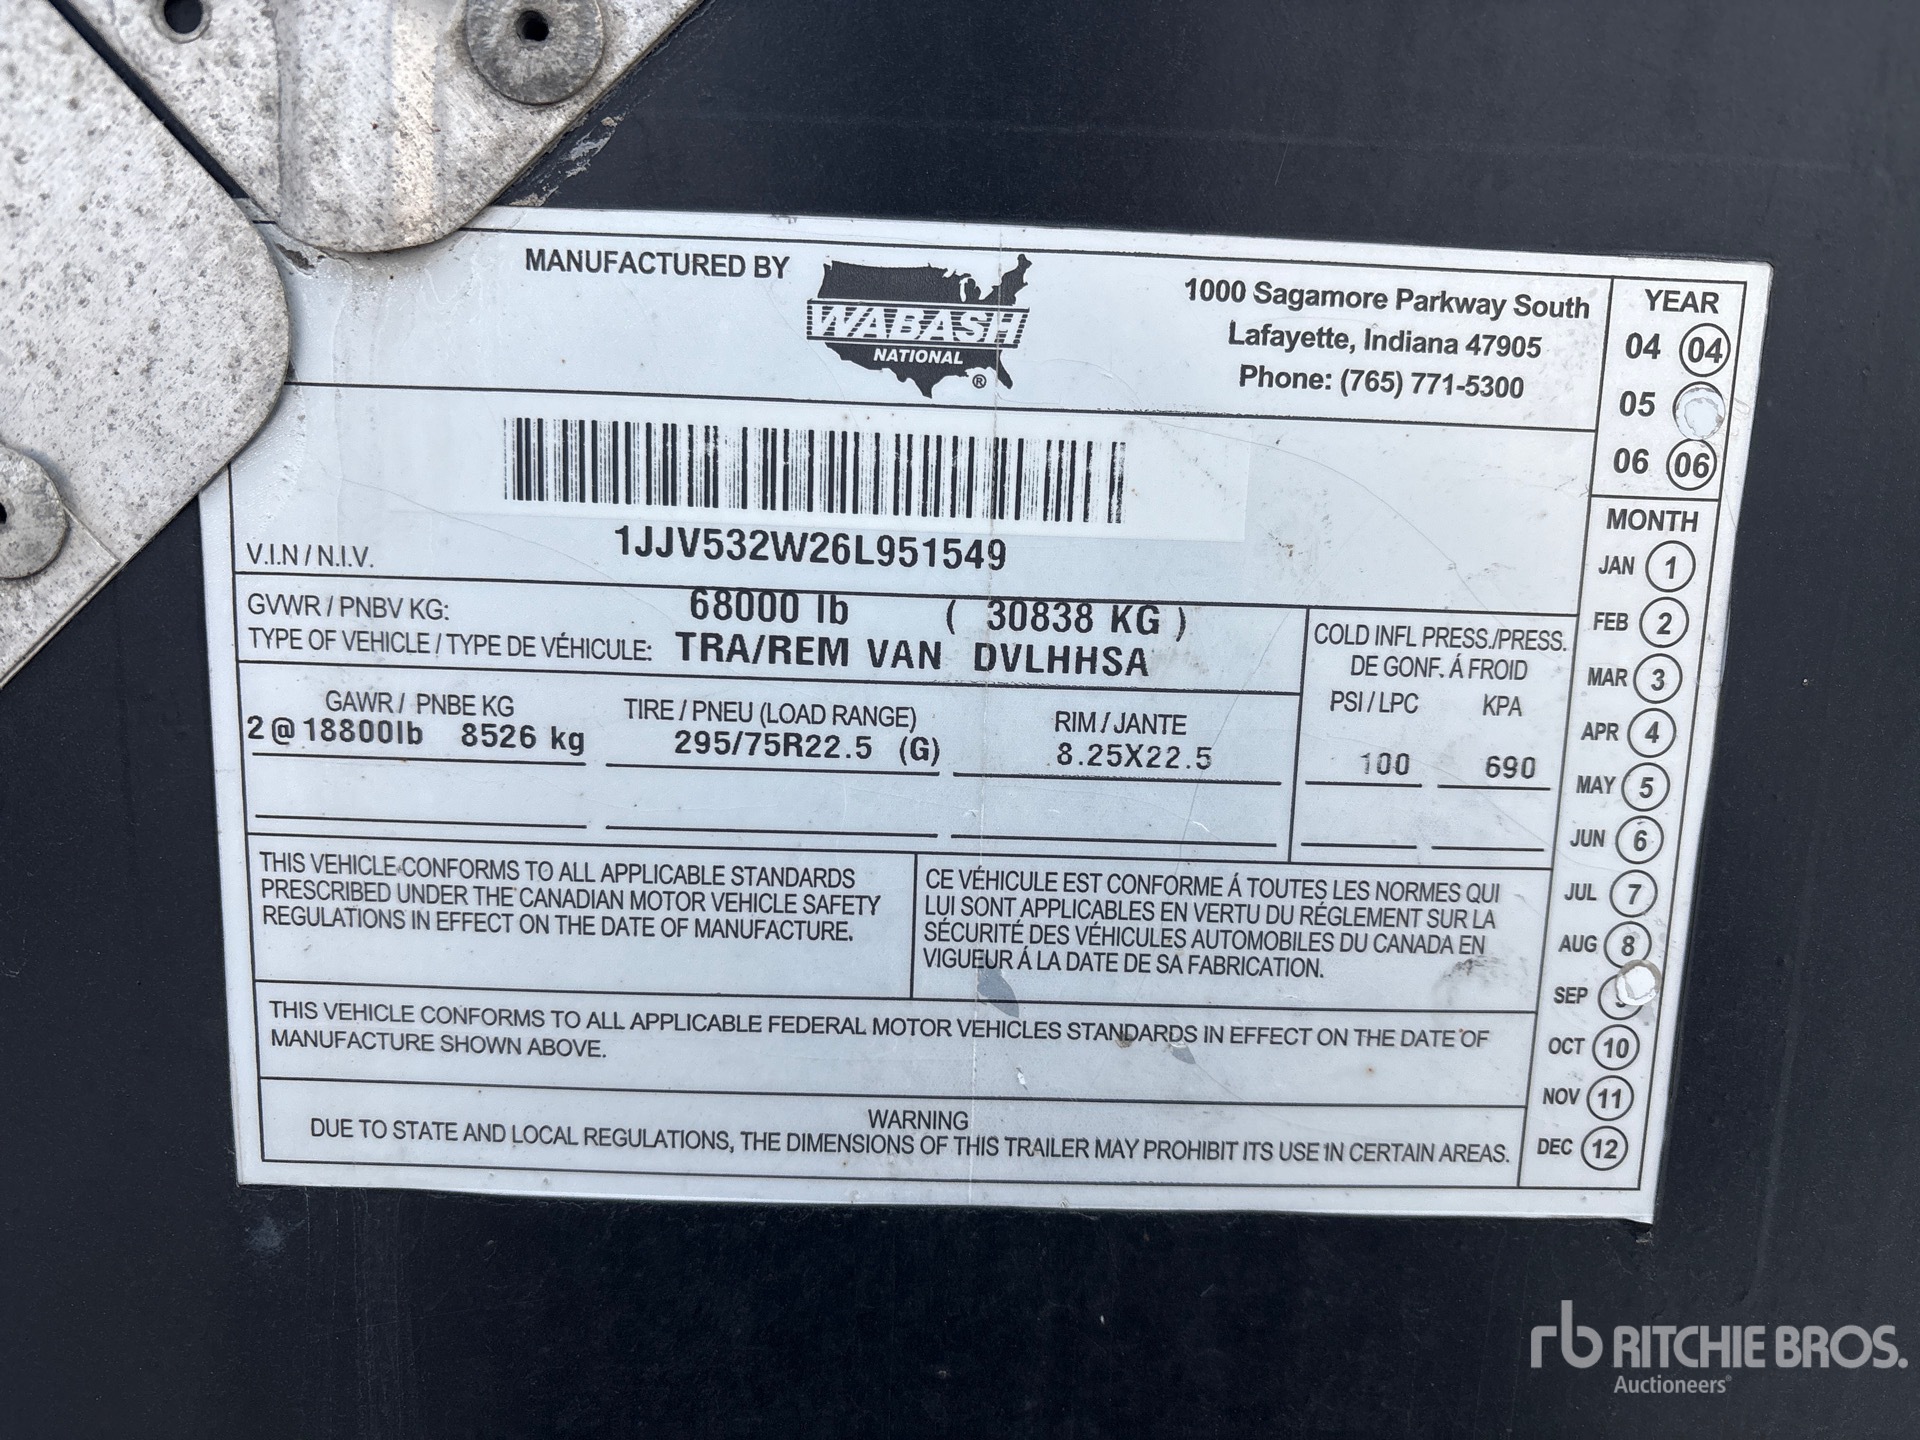 MANUFACTURED BY
WABASH
NATIONAL
®
1000 Sagamore Parkway South
Lafayette, Indiana 47905
Phone: (765) 771-5300
YEAR
04 04
05
06 06
V.I.N / N.I.V.
1JJV532W26L951549
GVWR / PNBV KG: 68000 lb ( 30838 KG )
TYPE OF VEHICLE / TYPE DE VÉHICULE: TRA/REM VAN DVLHHSA
COLD INFL PRESS./PRESS.
DE GONF. Á FROID
PSI / LPC KPA
100 690
GAWR / PNBE KG
2 @ 18800lb 8526 kg
TIRE / PNEU (LOAD RANGE)
295/75R22.5 (G)
RIM / JANTE
8.25X22.5
MONTH
JAN 1
FEB 2
MAR 3
APR 4
MAY 5
JUN 6
JUL 7
AUG 8
SEP 9
OCT 10
NOV 11
DEC 12
THIS VEHICLE CONFORMS TO ALL APPLICABLE STANDARDS
PRESCRIBED UNDER THE CANADIAN MOTOR VEHICLE SAFETY
REGULATIONS IN EFFECT ON THE DATE OF MANUFACTURE.
CE VÉHICULE EST CONFORME Á TOUTES LES NORMES QUI
LUI SONT APPLICABLES EN VERTU DU RÉGLEMENT SUR LA
SÉCURITÉ DES VÉHICULES AUTOMOBILES DU CANADA EN
VIGUEUR Á LA DATE DE SA FABRICATION.
THIS VEHICLE CONFORMS TO ALL APPLICABLE FEDERAL MOTOR VEHICLES STANDARDS IN EFFECT ON THE DATE OF
MANUFACTURE SHOWN ABOVE.
WARNING
DUE TO STATE AND LOCAL REGULATIONS, THE DIMENSIONS OF THIS TRAILER MAY PROHIBIT ITS USE IN CERTAIN AREAS.
rb RITCHIE BROS.
Auctioneers